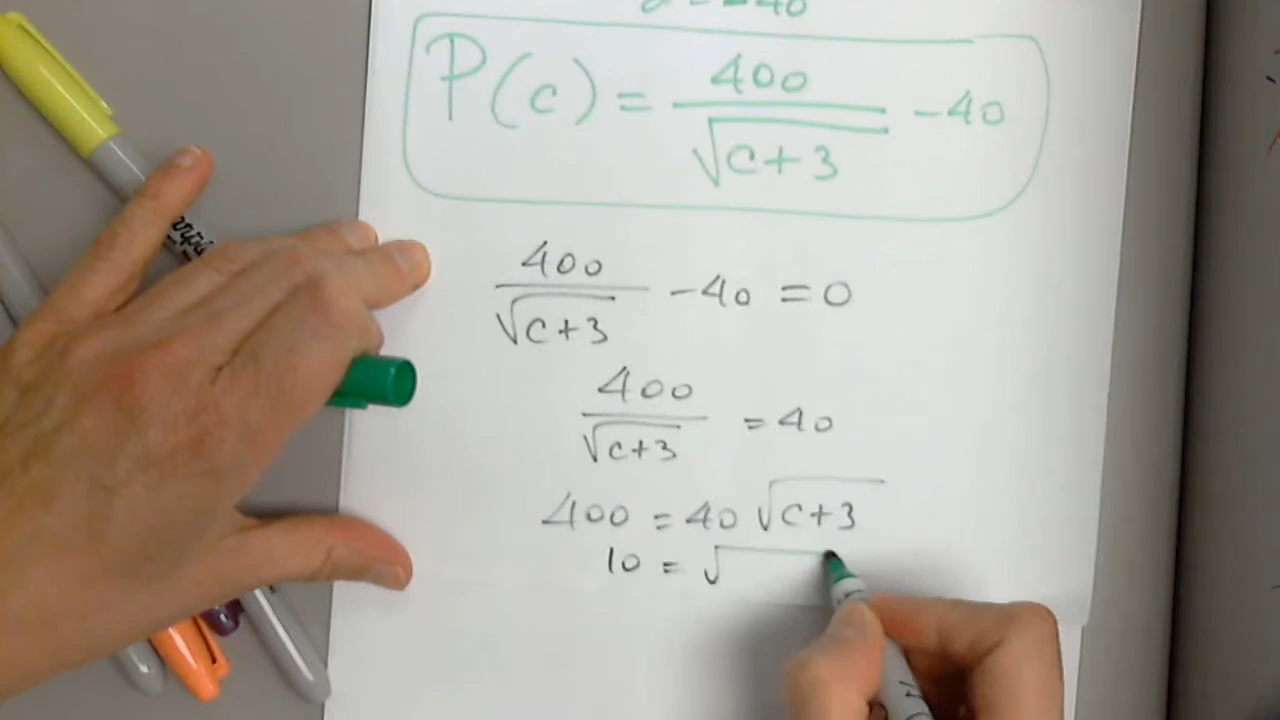 P(c) = 400/√(c+3) -40
400/√(c+3) -40 = 0
400/√(c+3) = 40
400 = 40 √(c+3)
10 = √